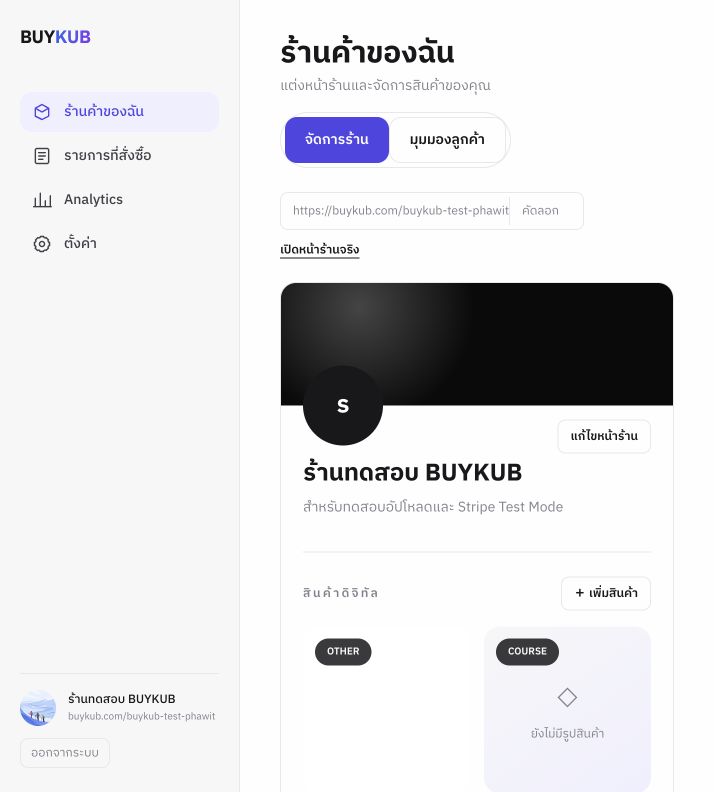 BUYKUB
ร้านค้าของฉัน
รายการที่สั่งซื้อ
Analytics
ตั้งค่า
ร้านทดสอบ BUYKUB
buykub.com/buykub-test-phawit
ออกจากระบบ
ร้านค้าของฉัน
แต่งหน้าร้านและจัดการสินค้าของคุณ
จัดการร้าน
มุมมองลูกค้า
https://buykub.com/buykub-test-phawit
คัดลอก
เปิดหน้าร้านจริง
S
แก้ไขหน้าร้าน
ร้านทดสอบ BUYKUB
สำหรับทดสอบอัปโหลดและ Stripe Test Mode
สินค้าดิจิทัล
+ เพิ่มสินค้า
OTHER
COURSE
ยังไม่มีรูปสินค้า